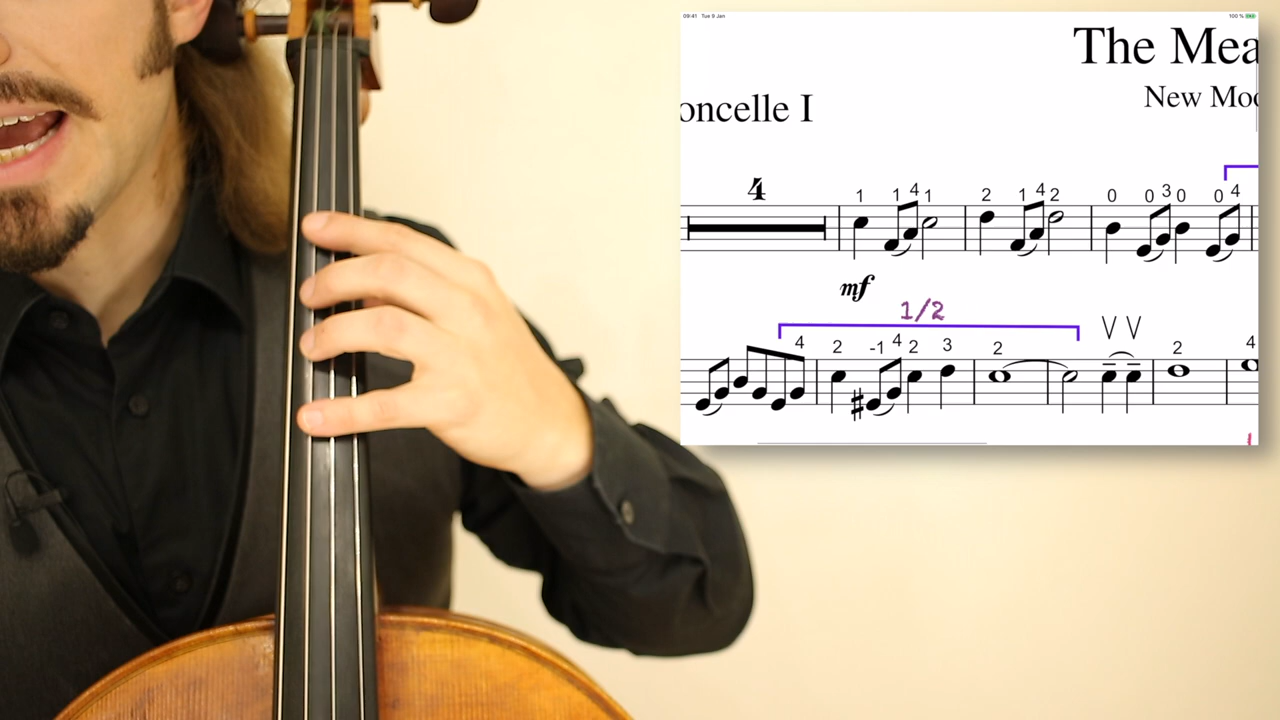 09:41 Tue 9 Jan 100 %
The Mea
New Moo
oncelle I
4
1 1 4 1 2 1 4 2 0 0 3 0 0 4
mf
1/2
4 2 -1 4 2 3 2 2 4